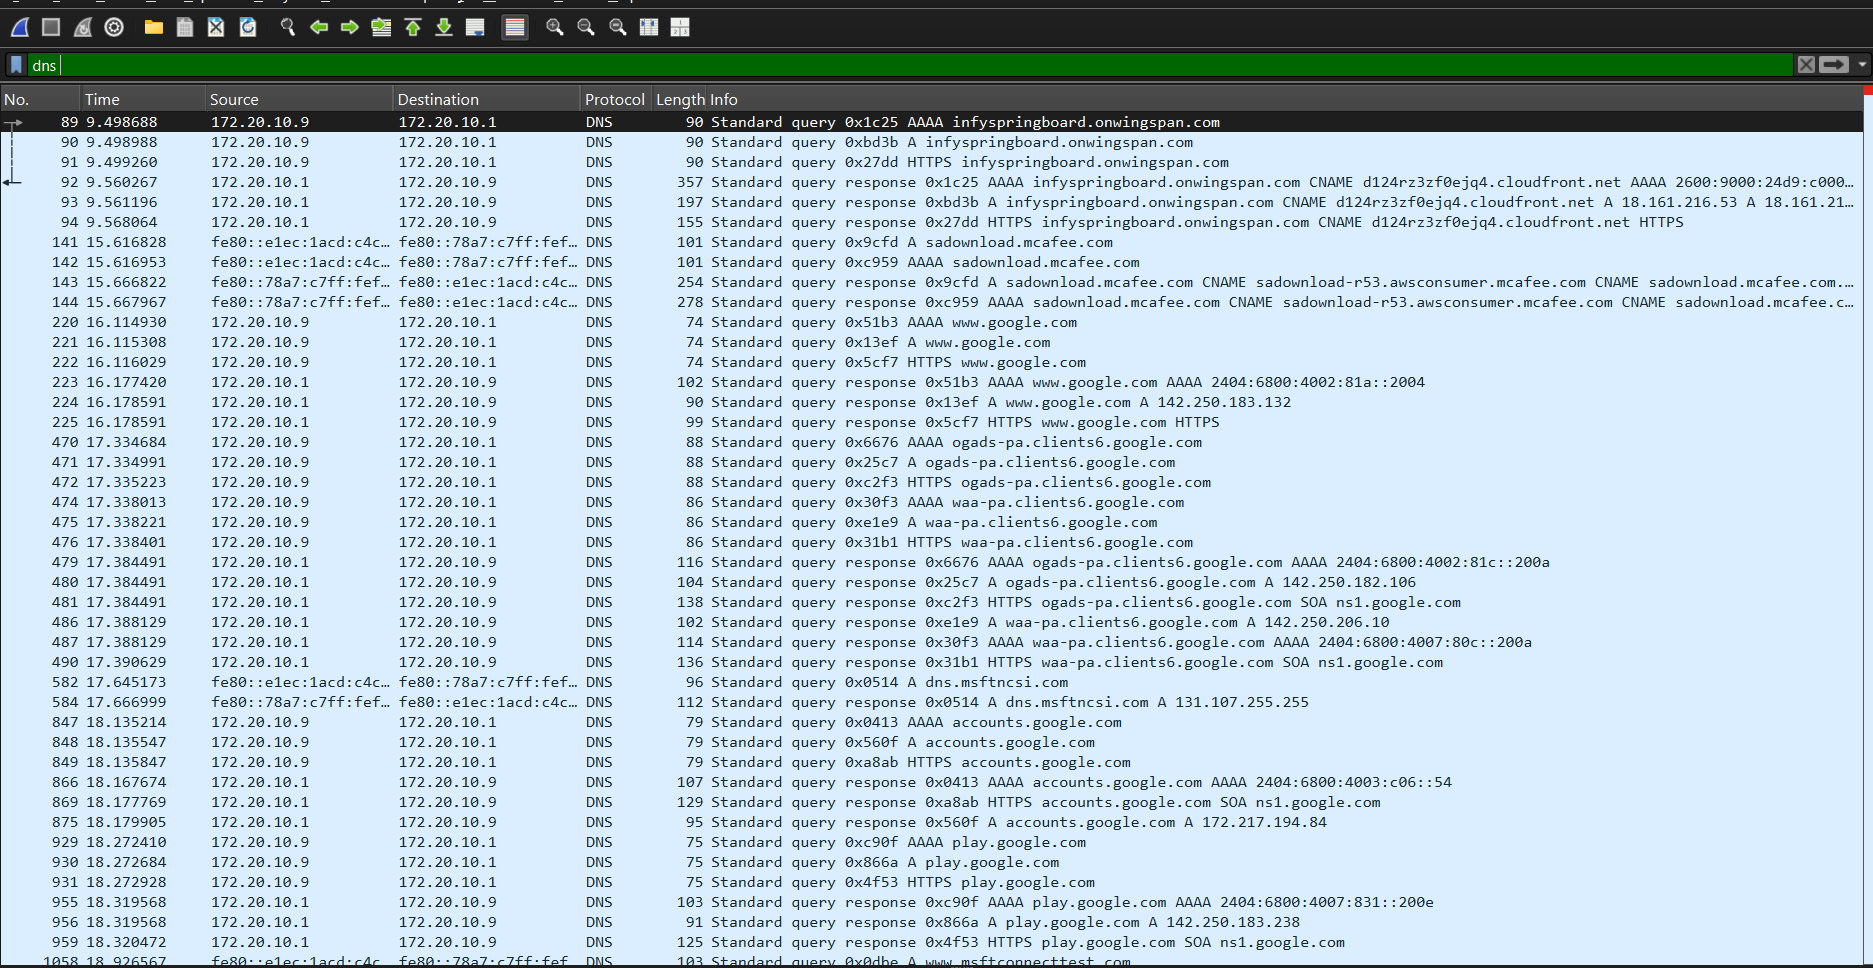 dns
No. Time Source Destination Protocol Length Info
89 9.498688 172.20.10.9 172.20.10.1 DNS 90 Standard query 0x1c25 AAAA infyspringboard.onwingspan.com
90 9.498988 172.20.10.9 172.20.10.1 DNS 90 Standard query 0xbd3b A infyspringboard.onwingspan.com
91 9.499260 172.20.10.9 172.20.10.1 DNS 90 Standard query 0x27dd HTTPS infyspringboard.onwingspan.com
92 9.560267 172.20.10.1 172.20.10.9 DNS 357 Standard query response 0x1c25 AAAA infyspringboard.onwingspan.com CNAME d124rz3zf0ejq4.cloudfront.net AAAA 2600:9000:24d9:c000…
93 9.561196 172.20.10.1 172.20.10.9 DNS 197 Standard query response 0xbd3b A infyspringboard.onwingspan.com CNAME d124rz3zf0ejq4.cloudfront.net A 18.161.216.53 A 18.161.21…
94 9.568064 172.20.10.1 172.20.10.9 DNS 155 Standard query response 0x27dd HTTPS infyspringboard.onwingspan.com CNAME d124rz3zf0ejq4.cloudfront.net HTTPS
141 15.616828 fe80::e1ec:1acd:c4c… fe80::78a7:c7ff:fef… DNS 101 Standard query 0x9cfd A sadownload.mcafee.com
142 15.616953 fe80::e1ec:1acd:c4c… fe80::78a7:c7ff:fef… DNS 101 Standard query 0xc959 AAAA sadownload.mcafee.com
143 15.666822 fe80::78a7:c7ff:fef… fe80::e1ec:1acd:c4c… DNS 254 Standard query response 0x9cfd A sadownload.mcafee.com CNAME sadownload-r53.awsconsumer.mcafee.com CNAME sadownload.mcafee.com.…
144 15.667967 fe80::78a7:c7ff:fef… fe80::e1ec:1acd:c4c… DNS 278 Standard query response 0xc959 AAAA sadownload.mcafee.com CNAME sadownload-r53.awsconsumer.mcafee.com CNAME sadownload.mcafee.c…
220 16.114930 172.20.10.9 172.20.10.1 DNS 74 Standard query 0x51b3 AAAA www.google.com
221 16.115308 172.20.10.9 172.20.10.1 DNS 74 Standard query 0x13ef A www.google.com
222 16.116029 172.20.10.9 172.20.10.1 DNS 74 Standard query 0x5cf7 HTTPS www.google.com
223 16.177420 172.20.10.1 172.20.10.9 DNS 102 Standard query response 0x51b3 AAAA www.google.com AAAA 2404:6800:4002:81a::2004
224 16.178591 172.20.10.1 172.20.10.9 DNS 90 Standard query response 0x13ef A www.google.com A 142.250.183.132
225 16.178591 172.20.10.1 172.20.10.9 DNS 99 Standard query response 0x5cf7 HTTPS www.google.com HTTPS
470 17.334684 172.20.10.9 172.20.10.1 DNS 88 Standard query 0x6676 AAAA ogads-pa.clients6.google.com
471 17.334991 172.20.10.9 172.20.10.1 DNS 88 Standard query 0x25c7 A ogads-pa.clients6.google.com
472 17.335223 172.20.10.9 172.20.10.1 DNS 88 Standard query 0xc2f3 HTTPS ogads-pa.clients6.google.com
474 17.338013 172.20.10.9 172.20.10.1 DNS 86 Standard query 0x30f3 AAAA waa-pa.clients6.google.com
475 17.338221 172.20.10.9 172.20.10.1 DNS 86 Standard query 0xe1e9 A waa-pa.clients6.google.com
476 17.338401 172.20.10.9 172.20.10.1 DNS 86 Standard query 0x31b1 HTTPS waa-pa.clients6.google.com
479 17.384491 172.20.10.1 172.20.10.9 DNS 116 Standard query response 0x6676 AAAA ogads-pa.clients6.google.com AAAA 2404:6800:4002:81c::200a
480 17.384491 172.20.10.1 172.20.10.9 DNS 104 Standard query response 0x25c7 A ogads-pa.clients6.google.com A 142.250.182.106
481 17.384491 172.20.10.1 172.20.10.9 DNS 138 Standard query response 0xc2f3 HTTPS ogads-pa.clients6.google.com SOA ns1.google.com
486 17.388129 172.20.10.1 172.20.10.9 DNS 102 Standard query response 0xe1e9 A waa-pa.clients6.google.com A 142.250.206.10
487 17.388129 172.20.10.1 172.20.10.9 DNS 114 Standard query response 0x30f3 AAAA waa-pa.clients6.google.com AAAA 2404:6800:4007:80c::200a
490 17.390629 172.20.10.1 172.20.10.9 DNS 136 Standard query response 0x31b1 HTTPS waa-pa.clients6.google.com SOA ns1.google.com
582 17.645173 fe80::e1ec:1acd:c4c… fe80::78a7:c7ff:fef… DNS 96 Standard query 0x0514 A dns.msftncsi.com
584 17.666999 fe80::78a7:c7ff:fef… fe80::e1ec:1acd:c4c… DNS 112 Standard query response 0x0514 A dns.msftncsi.com A 131.107.255.255
847 18.135214 172.20.10.9 172.20.10.1 DNS 79 Standard query 0x0413 AAAA accounts.google.com
848 18.135547 172.20.10.9 172.20.10.1 DNS 79 Standard query 0x560f A accounts.google.com
849 18.135847 172.20.10.9 172.20.10.1 DNS 79 Standard query 0xa8ab HTTPS accounts.google.com
866 18.167674 172.20.10.1 172.20.10.9 DNS 107 Standard query response 0x0413 AAAA accounts.google.com AAAA 2404:6800:4003:c06::54
869 18.177769 172.20.10.1 172.20.10.9 DNS 129 Standard query response 0xa8ab HTTPS accounts.google.com SOA ns1.google.com
875 18.179905 172.20.10.1 172.20.10.9 DNS 95 Standard query response 0x560f A accounts.google.com A 172.217.194.84
929 18.272410 172.20.10.9 172.20.10.1 DNS 75 Standard query 0xc90f AAAA play.google.com
930 18.272684 172.20.10.9 172.20.10.1 DNS 75 Standard query 0x866a A play.google.com
931 18.272928 172.20.10.9 172.20.10.1 DNS 75 Standard query 0x4f53 HTTPS play.google.com
955 18.319568 172.20.10.1 172.20.10.9 DNS 103 Standard query response 0xc90f AAAA play.google.com AAAA 2404:6800:4007:831::200e
956 18.319568 172.20.10.1 172.20.10.9 DNS 91 Standard query response 0x866a A play.google.com A 142.250.183.238
959 18.320472 172.20.10.1 172.20.10.9 DNS 125 Standard query response 0x4f53 HTTPS play.google.com SOA ns1.google.com
1058 18.926567 fe80::e1ec:1acd:c4c fe80::78a7:c7ff:fef DNS 103 Standard query 0x0dbe A www.msftconnecttest.com